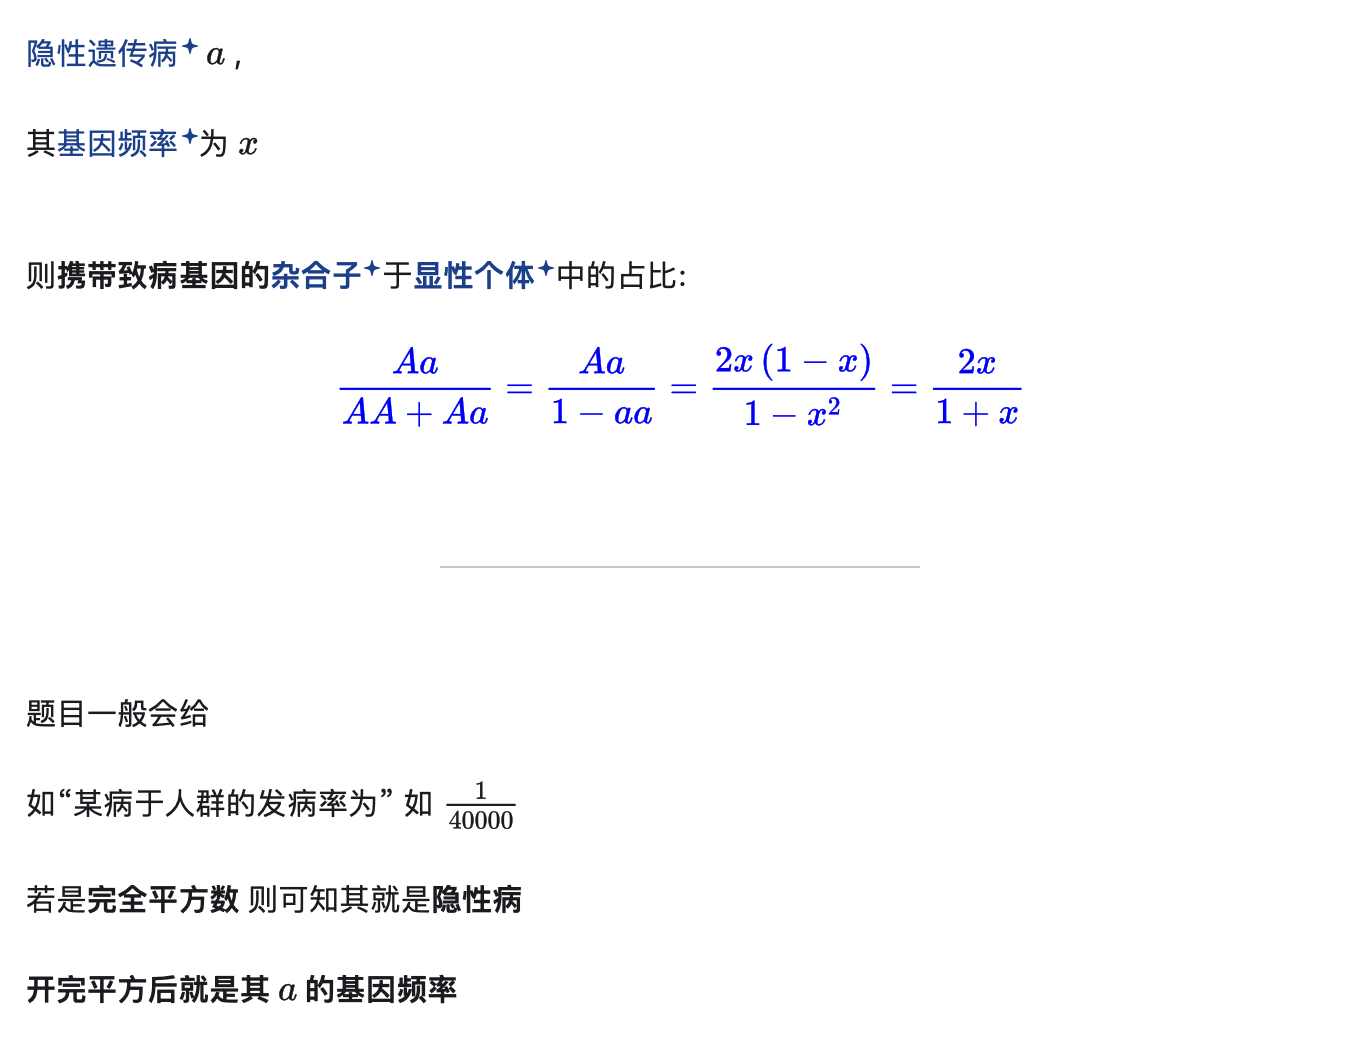 隐性遗传病 a ,
其基因频率为 x
则携带致病基因的杂合子于显性个体中的占比:
\frac{Aa}{AA + Aa} = \frac{Aa}{1 - aa} = \frac{2x(1 - x)}{1 - x^2} = \frac{2x}{1 + x}
题目一般会给
如“某病于人群的发病率为” 如 \frac{1}{40000}
若是完全平方数 则可知其就是隐性病
开完平方后就是其 a 的基因频率